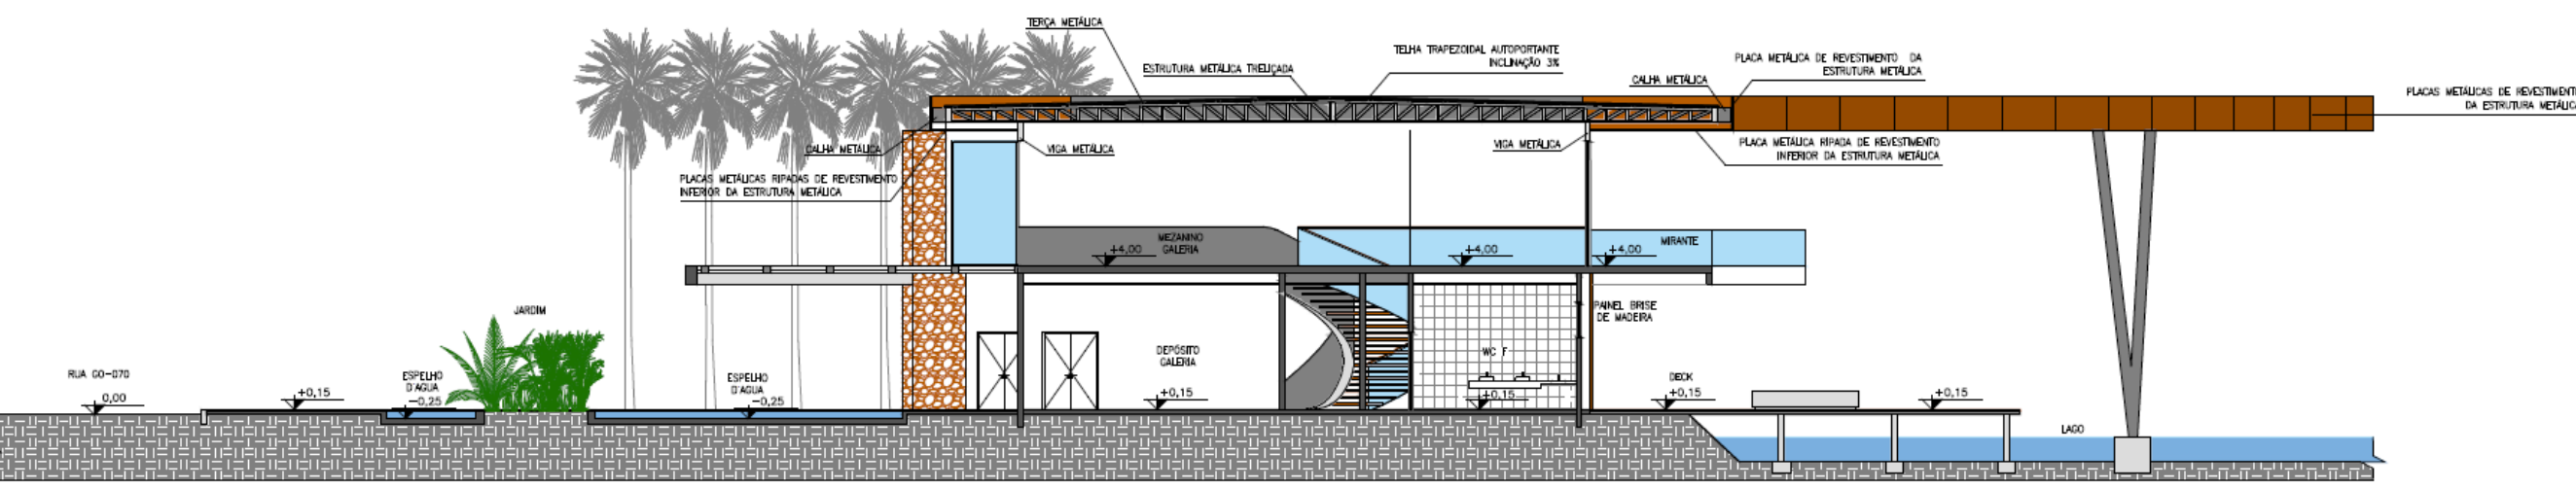 TERÇA METÁLICA
ESTRUTURA METÁLICA TRELIÇADA
TELHA TRAPEZOIDAL AUTOPORTANTE
INCLINAÇÃO 3%
CALHA METÁLICA
PLACA METÁLICA DE REVESTIMENTO DA
ESTRUTURA METÁLICA
PLACAS METÁLICAS DE REVESTIMENT
DA ESTRUTURA METÁLIC
CALHA METÁLICA
VIGA METÁLICA
VIGA METÁLICA
PLACA METÁLICA RIPADA DE REVESTIMENTO
INFERIOR DA ESTRUTURA METÁLICA
PLACAS METÁLICAS RIPADAS DE REVESTIMENTO
INFERIOR DA ESTRUTURA METÁLICA
MEZANINO
GALERIA
+4,00
+4,00
+4,00
MIRANTE
JARDIM
PAINEL BRISE
DE MADEIRA
DEPÓSITO
GALERIA
WC F
RUA GO-070
0,00
+0,15
ESPELHO
D'AGUA
-0,25
ESPELHO
D'AGUA
-0,25
+0,15
+0,15
DECK
+0,15
+0,15
LAGO